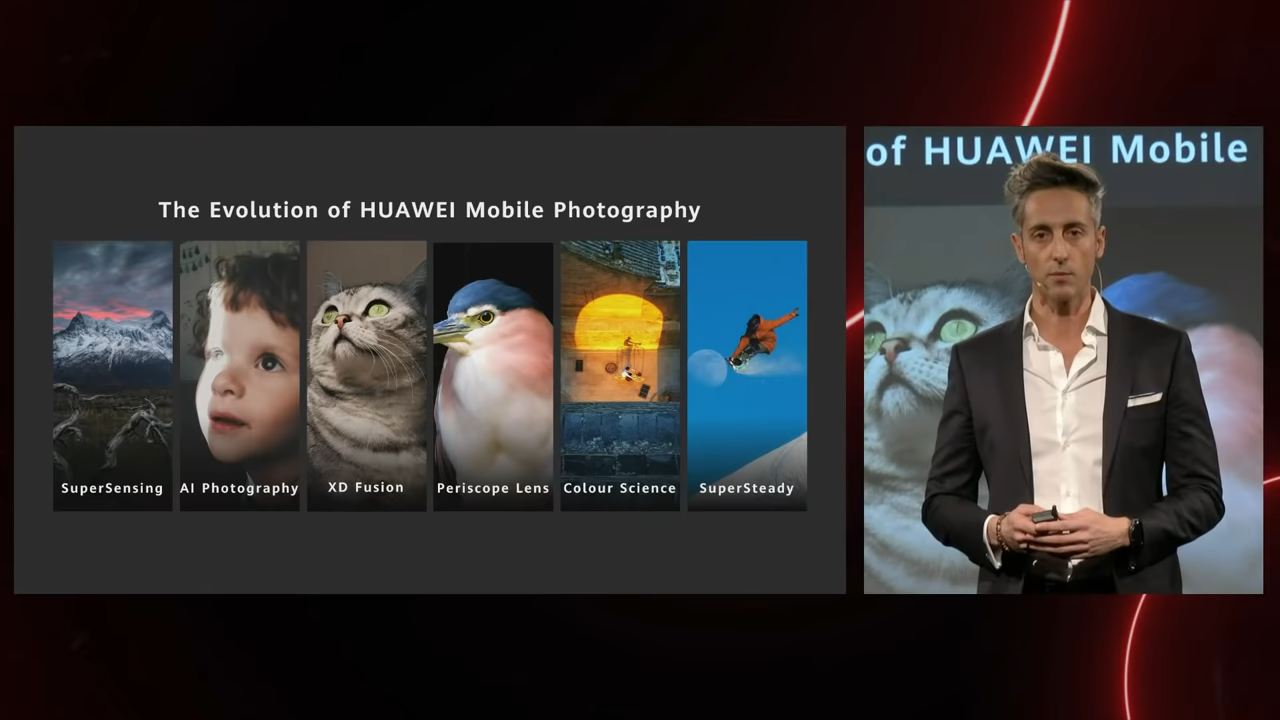 The Evolution of HUAWEI Mobile Photography
SuperSensing
AI Photography
XD Fusion
Periscope Lens
Colour Science
SuperSteady
of HUAWEI Mobile